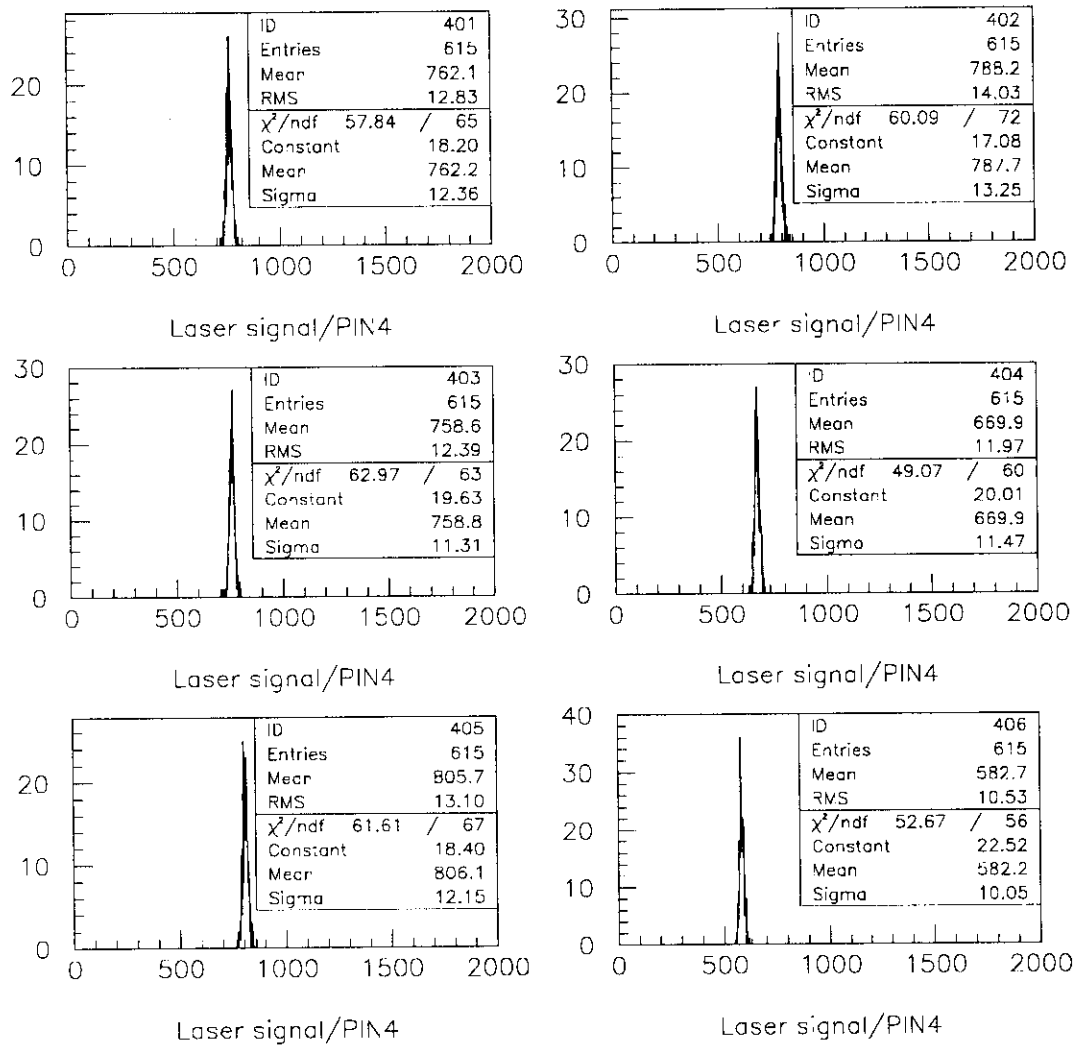 ID 401
Entries 615
Mean 762.1
RMS 12.83
χ²/ndf 57.84 / 65
Constant 18.20
Mean 762.2
Sigma 12.36
20
10
0
0 500 1000 1500 2000
Laser signal/PIN4
ID 402
Entries 615
Mean 788.2
RMS 14.03
χ²/ndf 60.09 / 72
Constant 17.08
Mean 787.7
Sigma 13.25
30
20
10
0
0 500 1000 1500 2000
Laser signal/PIN4
ID 403
Entries 615
Mean 758.6
RMS 12.39
χ²/ndf 62.97 / 63
Constant 19.63
Mean 758.8
Sigma 11.31
30
20
10
0
0 500 1000 1500 2000
Laser signal/PIN4
ID 404
Entries 615
Mean 669.9
RMS 11.97
χ²/ndf 49.07 / 60
Constant 20.01
Mean 669.9
Sigma 11.47
30
20
10
0
0 500 1000 1500 2000
Laser signal/PIN4
ID 405
Entries 615
Mean 805.7
RMS 13.10
χ²/ndf 61.61 / 67
Constant 18.40
Mean 806.1
Sigma 12.15
20
10
0
0 500 1000 1500 2000
Laser signal/PIN4
ID 406
Entries 615
Mean 582.7
RMS 10.53
χ²/ndf 52.67 / 56
Constant 22.52
Mean 582.2
Sigma 10.05
40
30
20
10
0
0 500 1000 1500 2000
Laser signal/PIN4